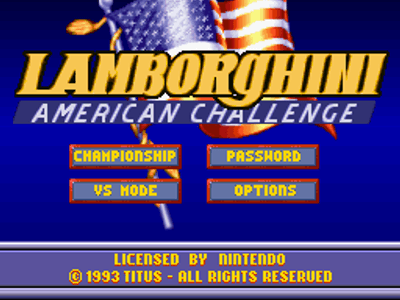 LAMBORGHINI
AMERICAN CHALLENGE
CHAMPIONSHIP
PASSWORD
VS MODE
OPTIONS
LICENSED BY NINTENDO
© 1993 TITUS - ALL RIGHTS RESERVED